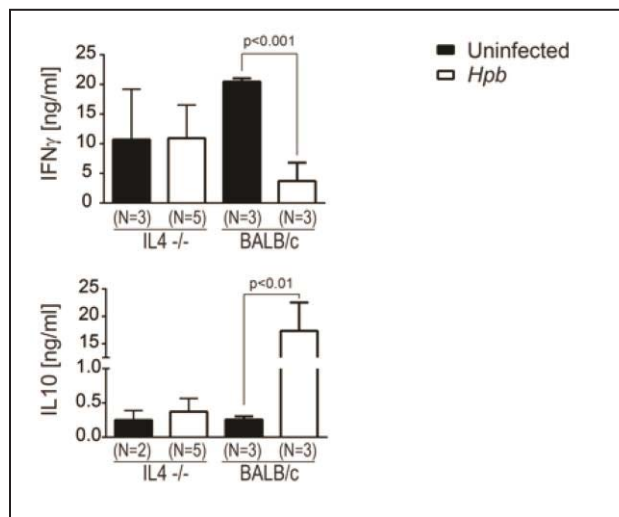 p<0.001
Uninfected
Hpb
IFNγ [ng/ml]
25
20
15
10
5
0
(N=3) (N=5) (N=3) (N=3)
IL4 -/- BALB/c
p<0.01
IL10 [ng/ml]
25
20
15
1.0
0.5
0.0
(N=2) (N=5) (N=3) (N=3)
IL4 -/- BALB/c